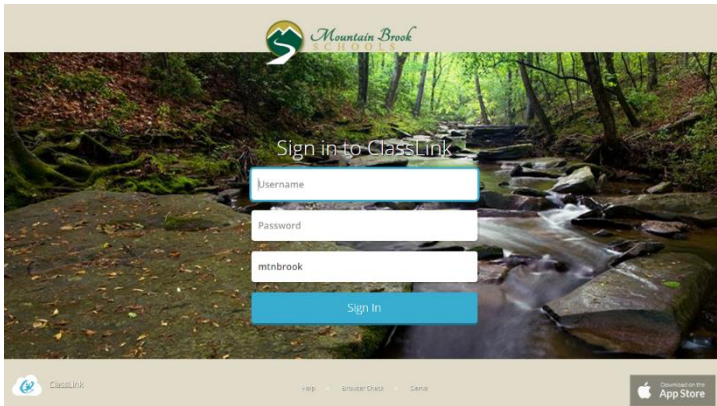 Mountain Brook
SCHOOLS
Sign in to ClassLink
Username
Password
mtnbrook
Sign In
ClassLink
Help
Browser Check
Download on the
App Store